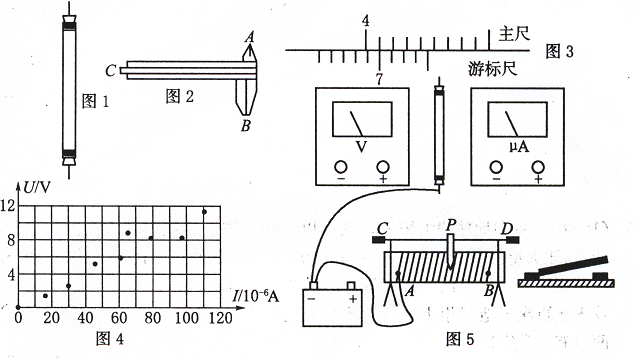 图1
A
C
图2
B
4
主尺
7
游标尺
图3
U/V
12
8
4
0
20 40 60 80 100 120
I/10⁻⁶A
图4
V
- +
μA
- +
C P D
A B
- +
图5